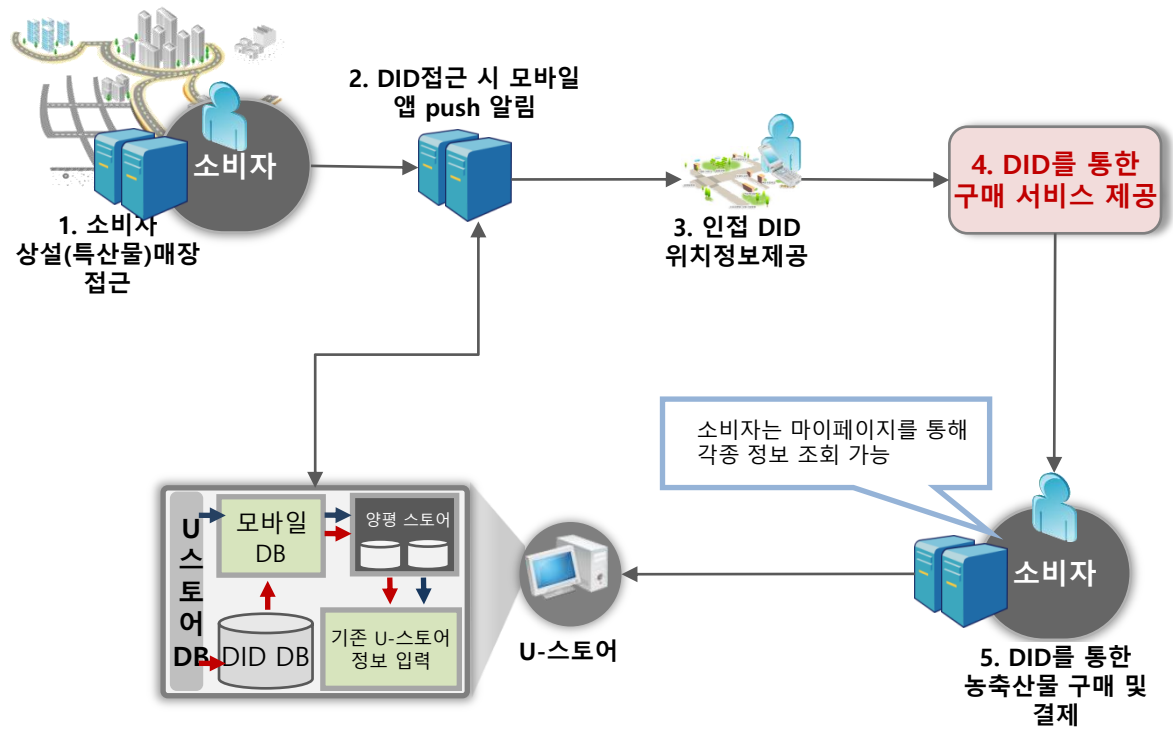 2. DID접근 시 모바일
앱 push 알림
소비자
1. 소비자
상설(특산물)매장
접근
3. 인접 DID
위치정보제공
4. DID를 통한
구매 서비스 제공
소비자는 마이페이지를 통해
각종 정보 조회 가능
소비자
5. DID를 통한
농축산물 구매 및
결제
U-스토어
U
스
토
어
DB
모바일
DB
양평 스토어
DID DB
기존 U-스토어
정보 입력